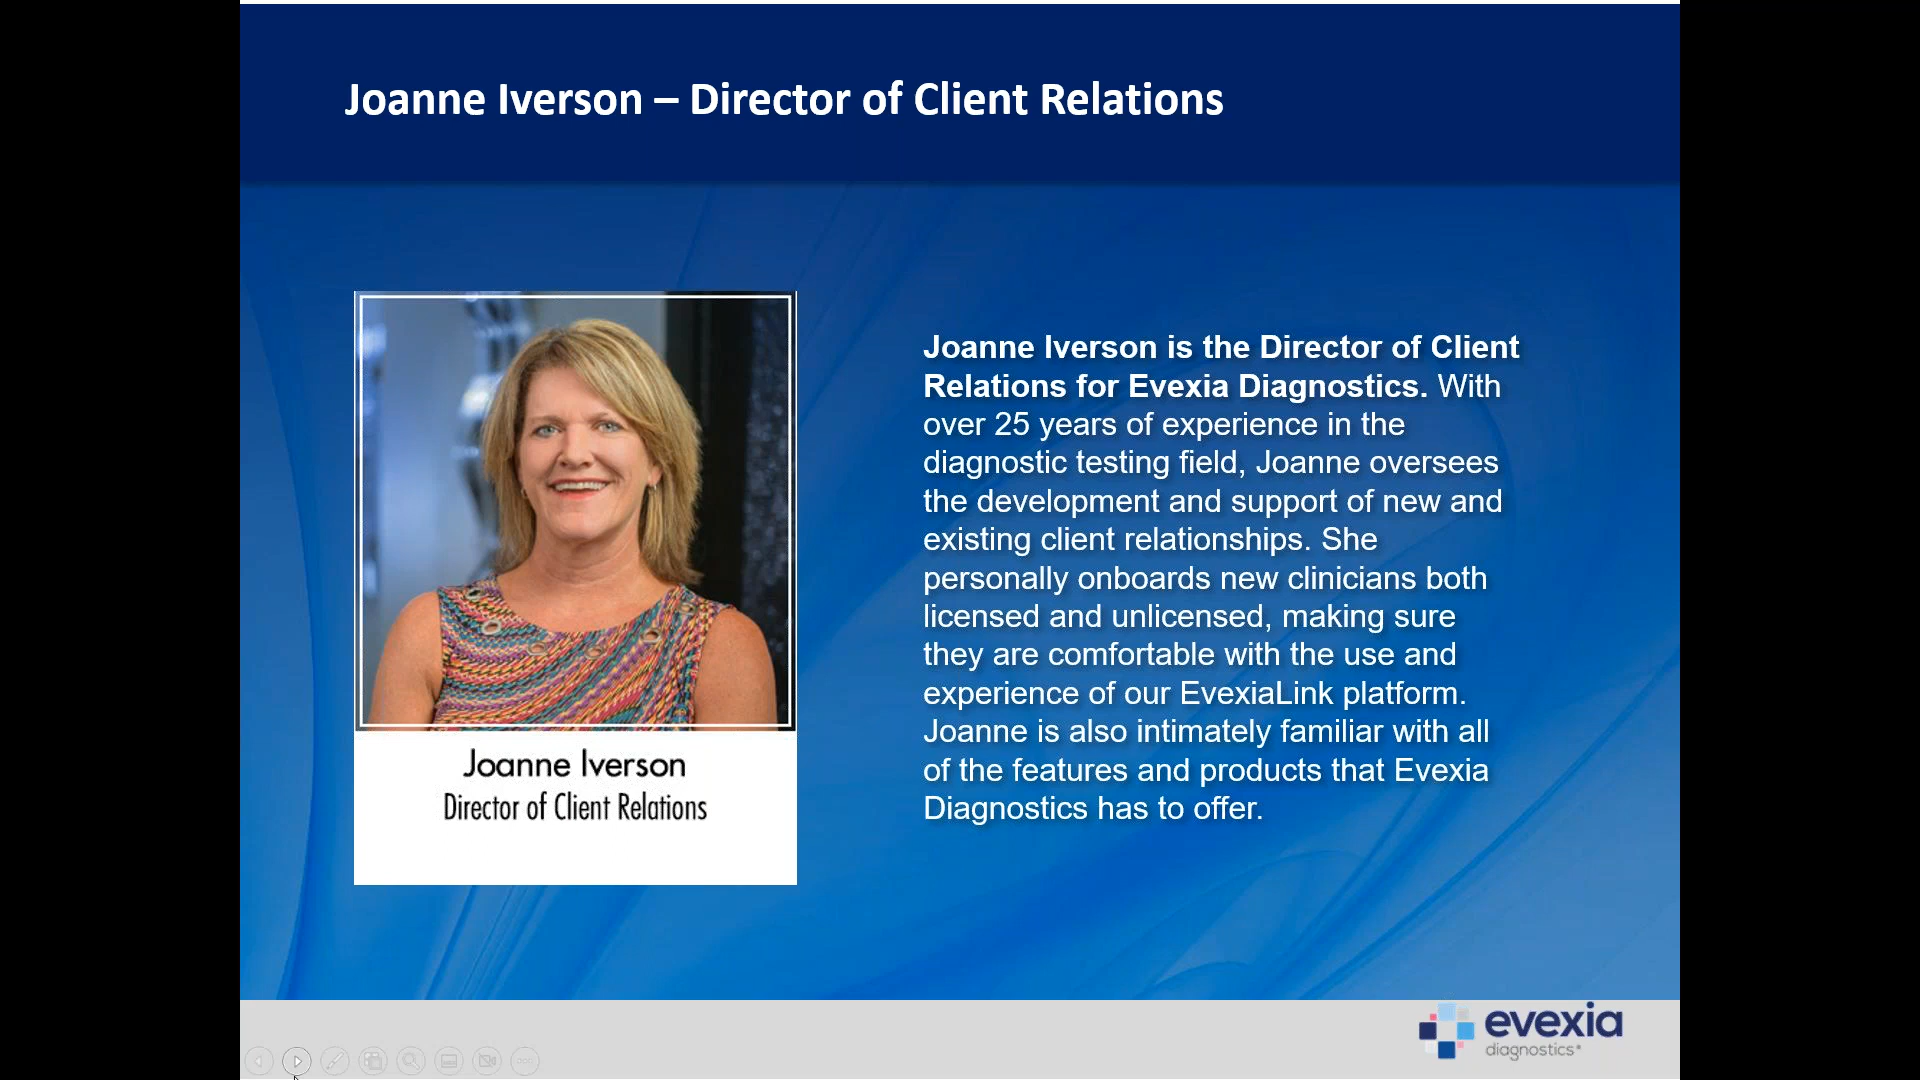 Joanne Iverson – Director of Client Relations
Joanne Iverson
Director of Client Relations
Joanne Iverson is the Director of Client
Relations for Evexia Diagnostics. With
over 25 years of experience in the
diagnostic testing field, Joanne oversees
the development and support of new and
existing client relationships. She
personally onboards new clinicians both
licensed and unlicensed, making sure
they are comfortable with the use and
experience of our EvexiaLink platform.
Joanne is also intimately familiar with all
of the features and products that Evexia
Diagnostics has to offer.
evexia
diagnostics